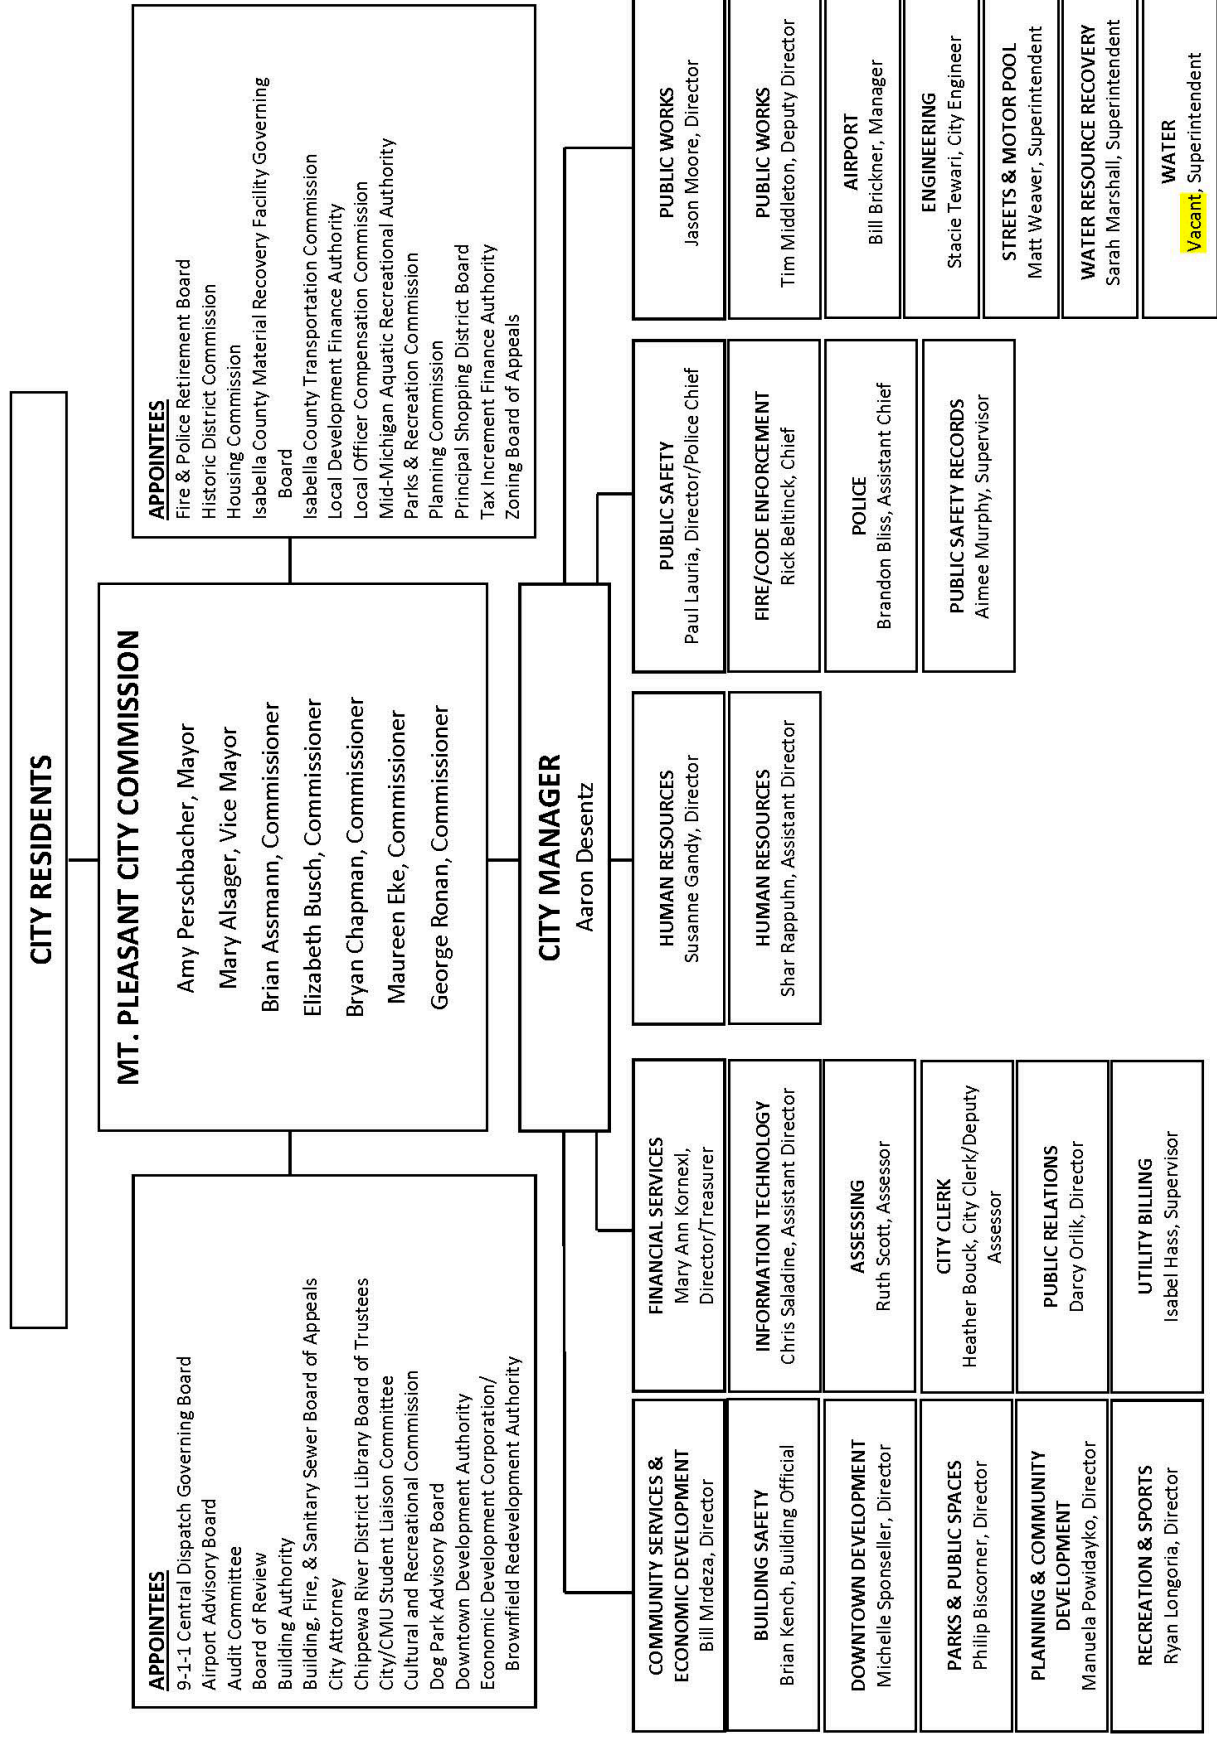 CITY RESIDENTS
MT. PLEASANT CITY COMMISSION
Amy Perschbacher, Mayor
Mary Alsager, Vice Mayor
Brian Assmann, Commissioner
Elizabeth Busch, Commissioner
Bryan Chapman, Commissioner
Maureen Eke, Commissioner
George Ronan, Commissioner
APPOINTEES
9-1-1 Central Dispatch Governing Board
Airport Advisory Board
Audit Committee
Board of Review
Building Authority
Building, Fire, & Sanitary Sewer Board of Appeals
City Attorney
Chippewa River District Library Board of Trustees
City/CMU Student Liaison Committee
Cultural and Recreational Commission
Dog Park Advisory Board
Downtown Development Authority
Economic Development Corporation/
Brownfield Redevelopment Authority
APPOINTEES
Fire & Police Retirement Board
Historic District Commission
Housing Commission
Isabella County Material Recovery Facility Governing
Board
Isabella County Transportation Commission
Local Development Finance Authority
Local Officer Compensation Commission
Mid-Michigan Aquatic Recreational Authority
Parks & Recreation Commission
Planning Commission
Principal Shopping District Board
Tax Increment Finance Authority
Zoning Board of Appeals
CITY MANAGER
Aaron Desentz
COMMUNITY SERVICES &
ECONOMIC DEVELOPMENT
Bill Mrdeza, Director
BUILDING SAFETY
Brian Kench, Building Official
DOWNTOWN DEVELOPMENT
Michelle Sponseller, Director
PARKS & PUBLIC SPACES
Philip Biscorner, Director
PLANNING & COMMUNITY
DEVELOPMENT
Manuela Powidayko, Director
RECREATION & SPORTS
Ryan Longoria, Director
FINANCIAL SERVICES
Mary Ann Kornexl,
Director/Treasurer
INFORMATION TECHNOLOGY
Chris Saladine, Assistant Director
ASSESSING
Ruth Scott, Assessor
CITY CLERK
Heather Bouck, City Clerk/Deputy
Assessor
PUBLIC RELATIONS
Darcy Orlik, Director
UTILITY BILLING
Isabel Hass, Supervisor
HUMAN RESOURCES
Susanne Gandy, Director
HUMAN RESOURCES
Shar Rappuhn, Assistant Director
PUBLIC SAFETY
Paul Lauria, Director/Police Chief
FIRE/CODE ENFORCEMENT
Rick Beltinck, Chief
POLICE
Brandon Bliss, Assistant Chief
PUBLIC SAFETY RECORDS
Aimee Murphy, Supervisor
PUBLIC WORKS
Jason Moore, Director
PUBLIC WORKS
Tim Middleton, Deputy Director
AIRPORT
Bill Brickner, Manager
ENGINEERING
Stacie Tewari, City Engineer
STREETS & MOTOR POOL
Matt Weaver, Superintendent
WATER RESOURCE RECOVERY
Sarah Marshall, Superintendent
WATER
Vacant, Superintendent